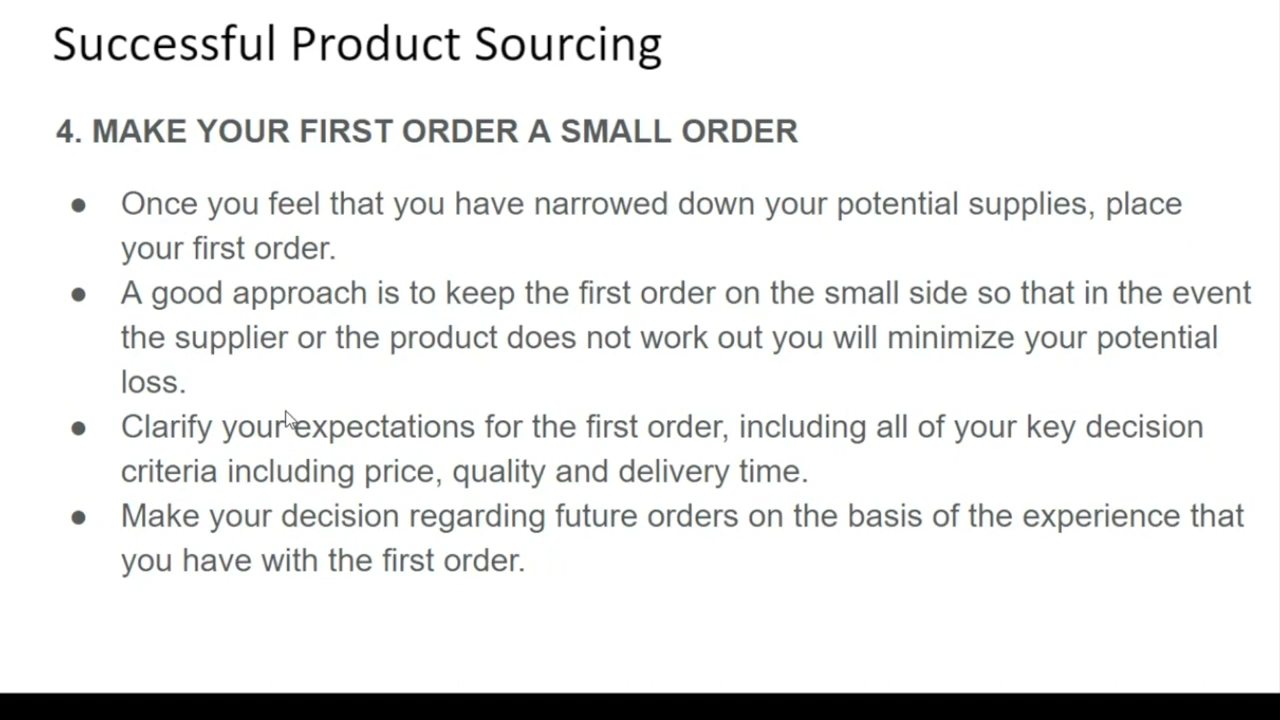 Successful Product Sourcing
4. MAKE YOUR FIRST ORDER A SMALL ORDER
● Once you feel that you have narrowed down your potential supplies, place
your first order.
● A good approach is to keep the first order on the small side so that in the event
the supplier or the product does not work out you will minimize your potential
loss.
● Clarify your expectations for the first order, including all of your key decision
criteria including price, quality and delivery time.
● Make your decision regarding future orders on the basis of the experience that
you have with the first order.